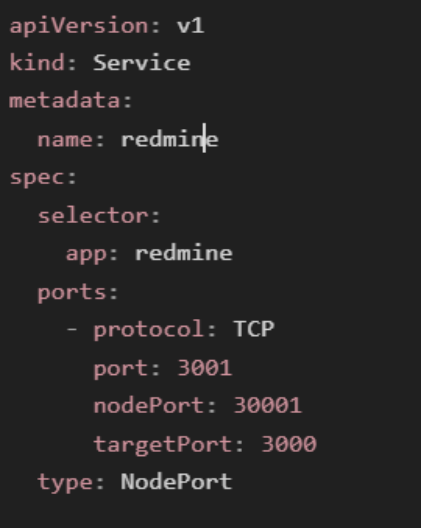 apiVersion: v1
kind: Service
metadata:
  name: redmine
spec:
  selector:
    app: redmine
  ports:
    - protocol: TCP
      port: 3001
      nodePort: 30001
      targetPort: 3000
  type: NodePort